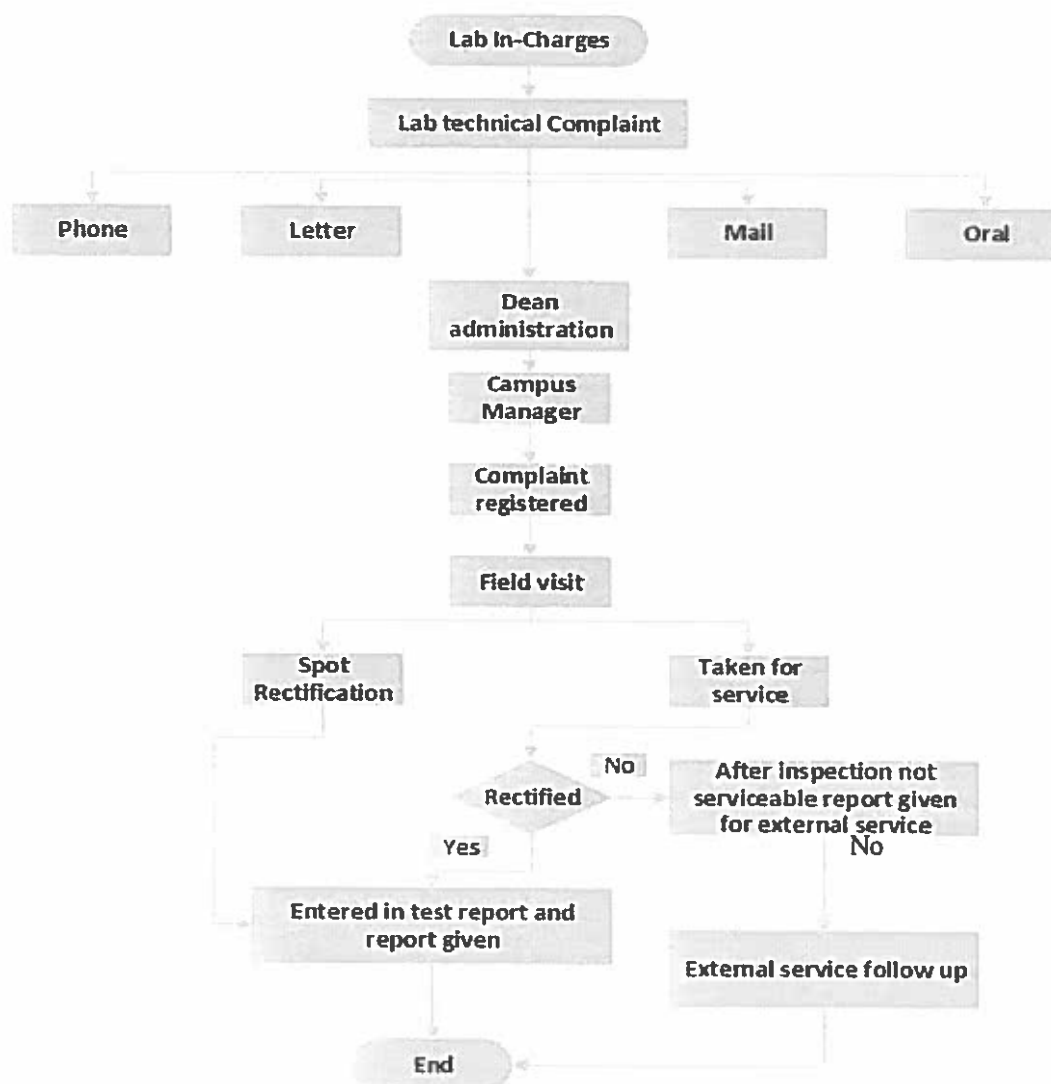 Lab In-Charges
Lab technical Complaint
Phone
Letter
Mail
Oral
Dean
administration
Campus
Manager
Complaint
registered
Field visit
Spot
Rectification
Taken for
service
Rectified
No
After inspection not
serviceable report given
for external service
No
Yes
Entered in test report and
report given
External service follow up
End